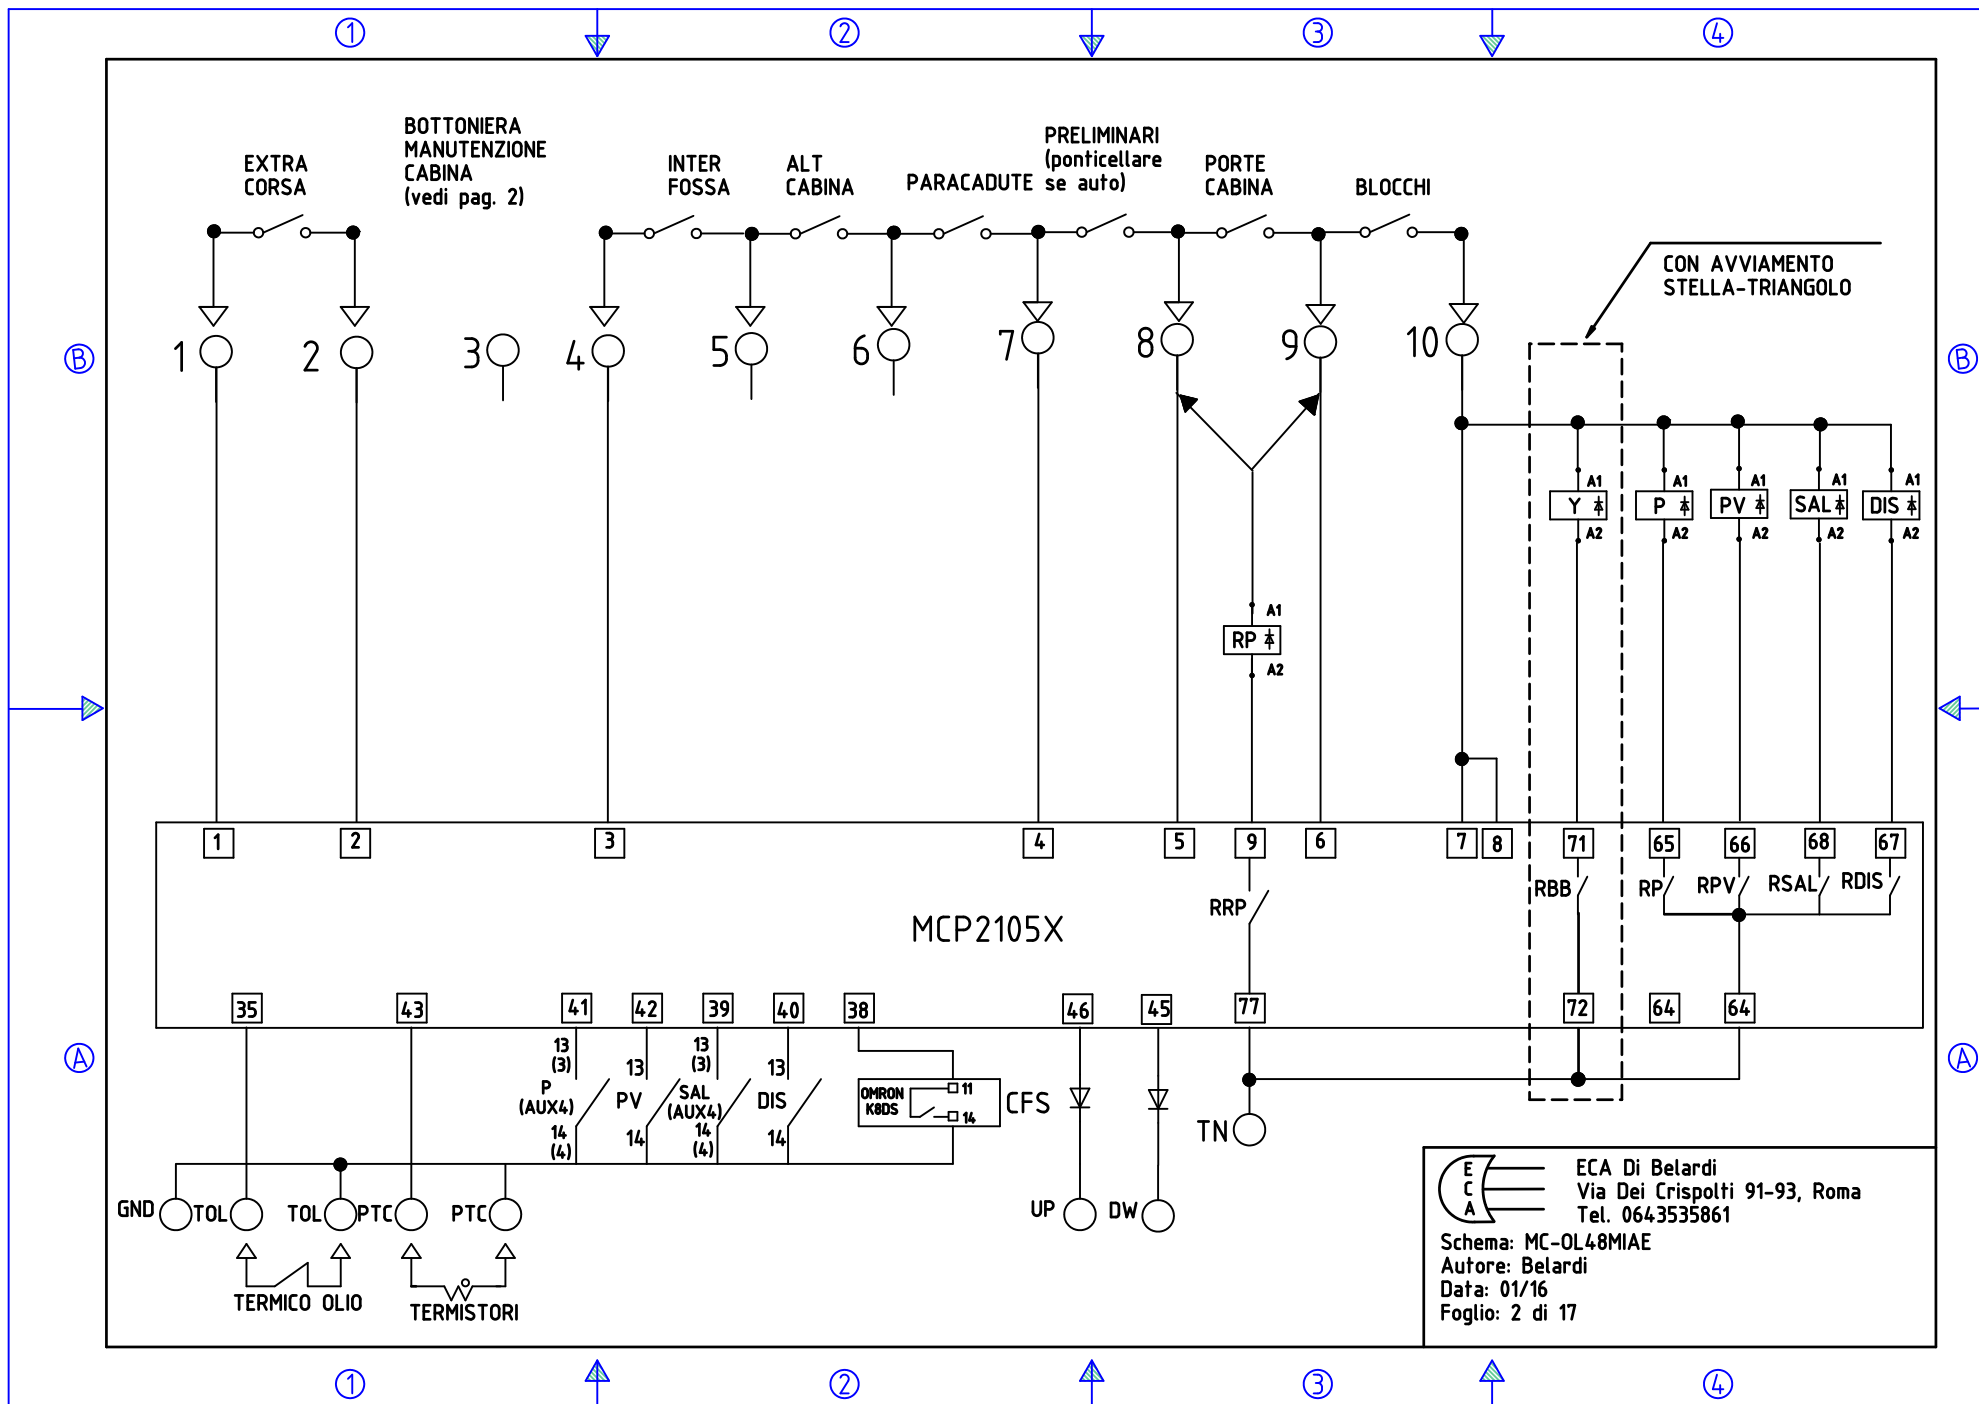 1
2
3
4
EXTRA
CORSA
BOTTONIERA
MANUTENZIONE
CABINA
(vedi pag. 2)
INTER
FOSSA
ALT
CABINA
PARACADUTE
PRELIMINARI
(ponticellare
se auto)
PORTE
CABINA
BLOCCHI
CON AVVIAMENTO
STELLA-TRIANGOLO
B
1
2
3
4
5
6
7
8
9
10
B
A1
A1
A1
A1
A1
Y
P
PV
SAL
DIS
A2
A2
A2
A2
A2
A1
RP
A2
1
2
3
4
5
9
6
7
8
71
65
66
68
67
RRP
RBB
RP
RPV
RSAL
RDIS
MCP2105X
35
43
41
42
39
40
38
46
45
77
72
64
64
A
13
(3)
P
(AUX4)
14
(4)
13
PV
14
13
(3)
SAL
(AUX4)
14
(4)
13
DIS
14
OMRON
K8DS
11
14
CFS
TN
A
GND
TOL
TOL
PTC
PTC
UP
DW
TERMICO OLIO
TERMISTORI
E
C
A
ECA Di Belardi
Via Dei Crispolti 91-93, Roma
Tel. 0643535861
Schema: MC-OL48MIAE
Autore: Belardi
Data: 01/16
Foglio: 2 di 17
1
2
3
4